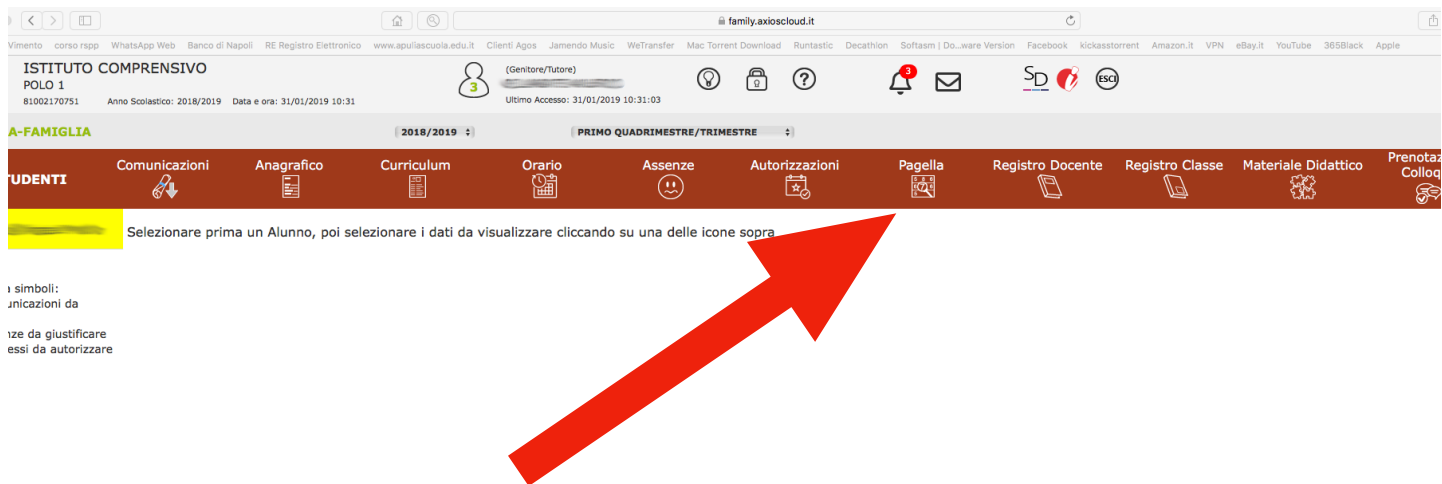 family.axioscloud.it
Vimento corso rspp WhatsApp Web Banco di Napoli RE Registro Elettronico www.apuliascuola.edu.it Clienti Agos Jamendo Music WeTransfer Mac Torrent Download Runtastic Decathlon Softasm | Do...ware Version Facebook kickasstorrent Amazon.it VPN eBay.it YouTube 365Black Apple
ISTITUTO COMPRENSIVO
POLO 1
81002170751 Anno Scolastico: 2018/2019 Data e ora: 31/01/2019 10:31
3
(Genitore/Tutore)
Ultimo Accesso: 31/01/2019 10:31:03
?
3
SD
ESCI
A-FAMIGLIA 2018/2019 PRIMO QUADRIMESTRE/TRIMESTRE
TUDENTI Comunicazioni Anagrafico Curriculum Orario Assenze Autorizzazioni Pagella Registro Docente Registro Classe Materiale Didattico Prenotaz
Colloq
Selezionare prima un Alunno, poi selezionare i dati da visualizzare cliccando su una delle icone sopra
a simboli:
unicazioni da
nze da giustificare
essi da autorizzare